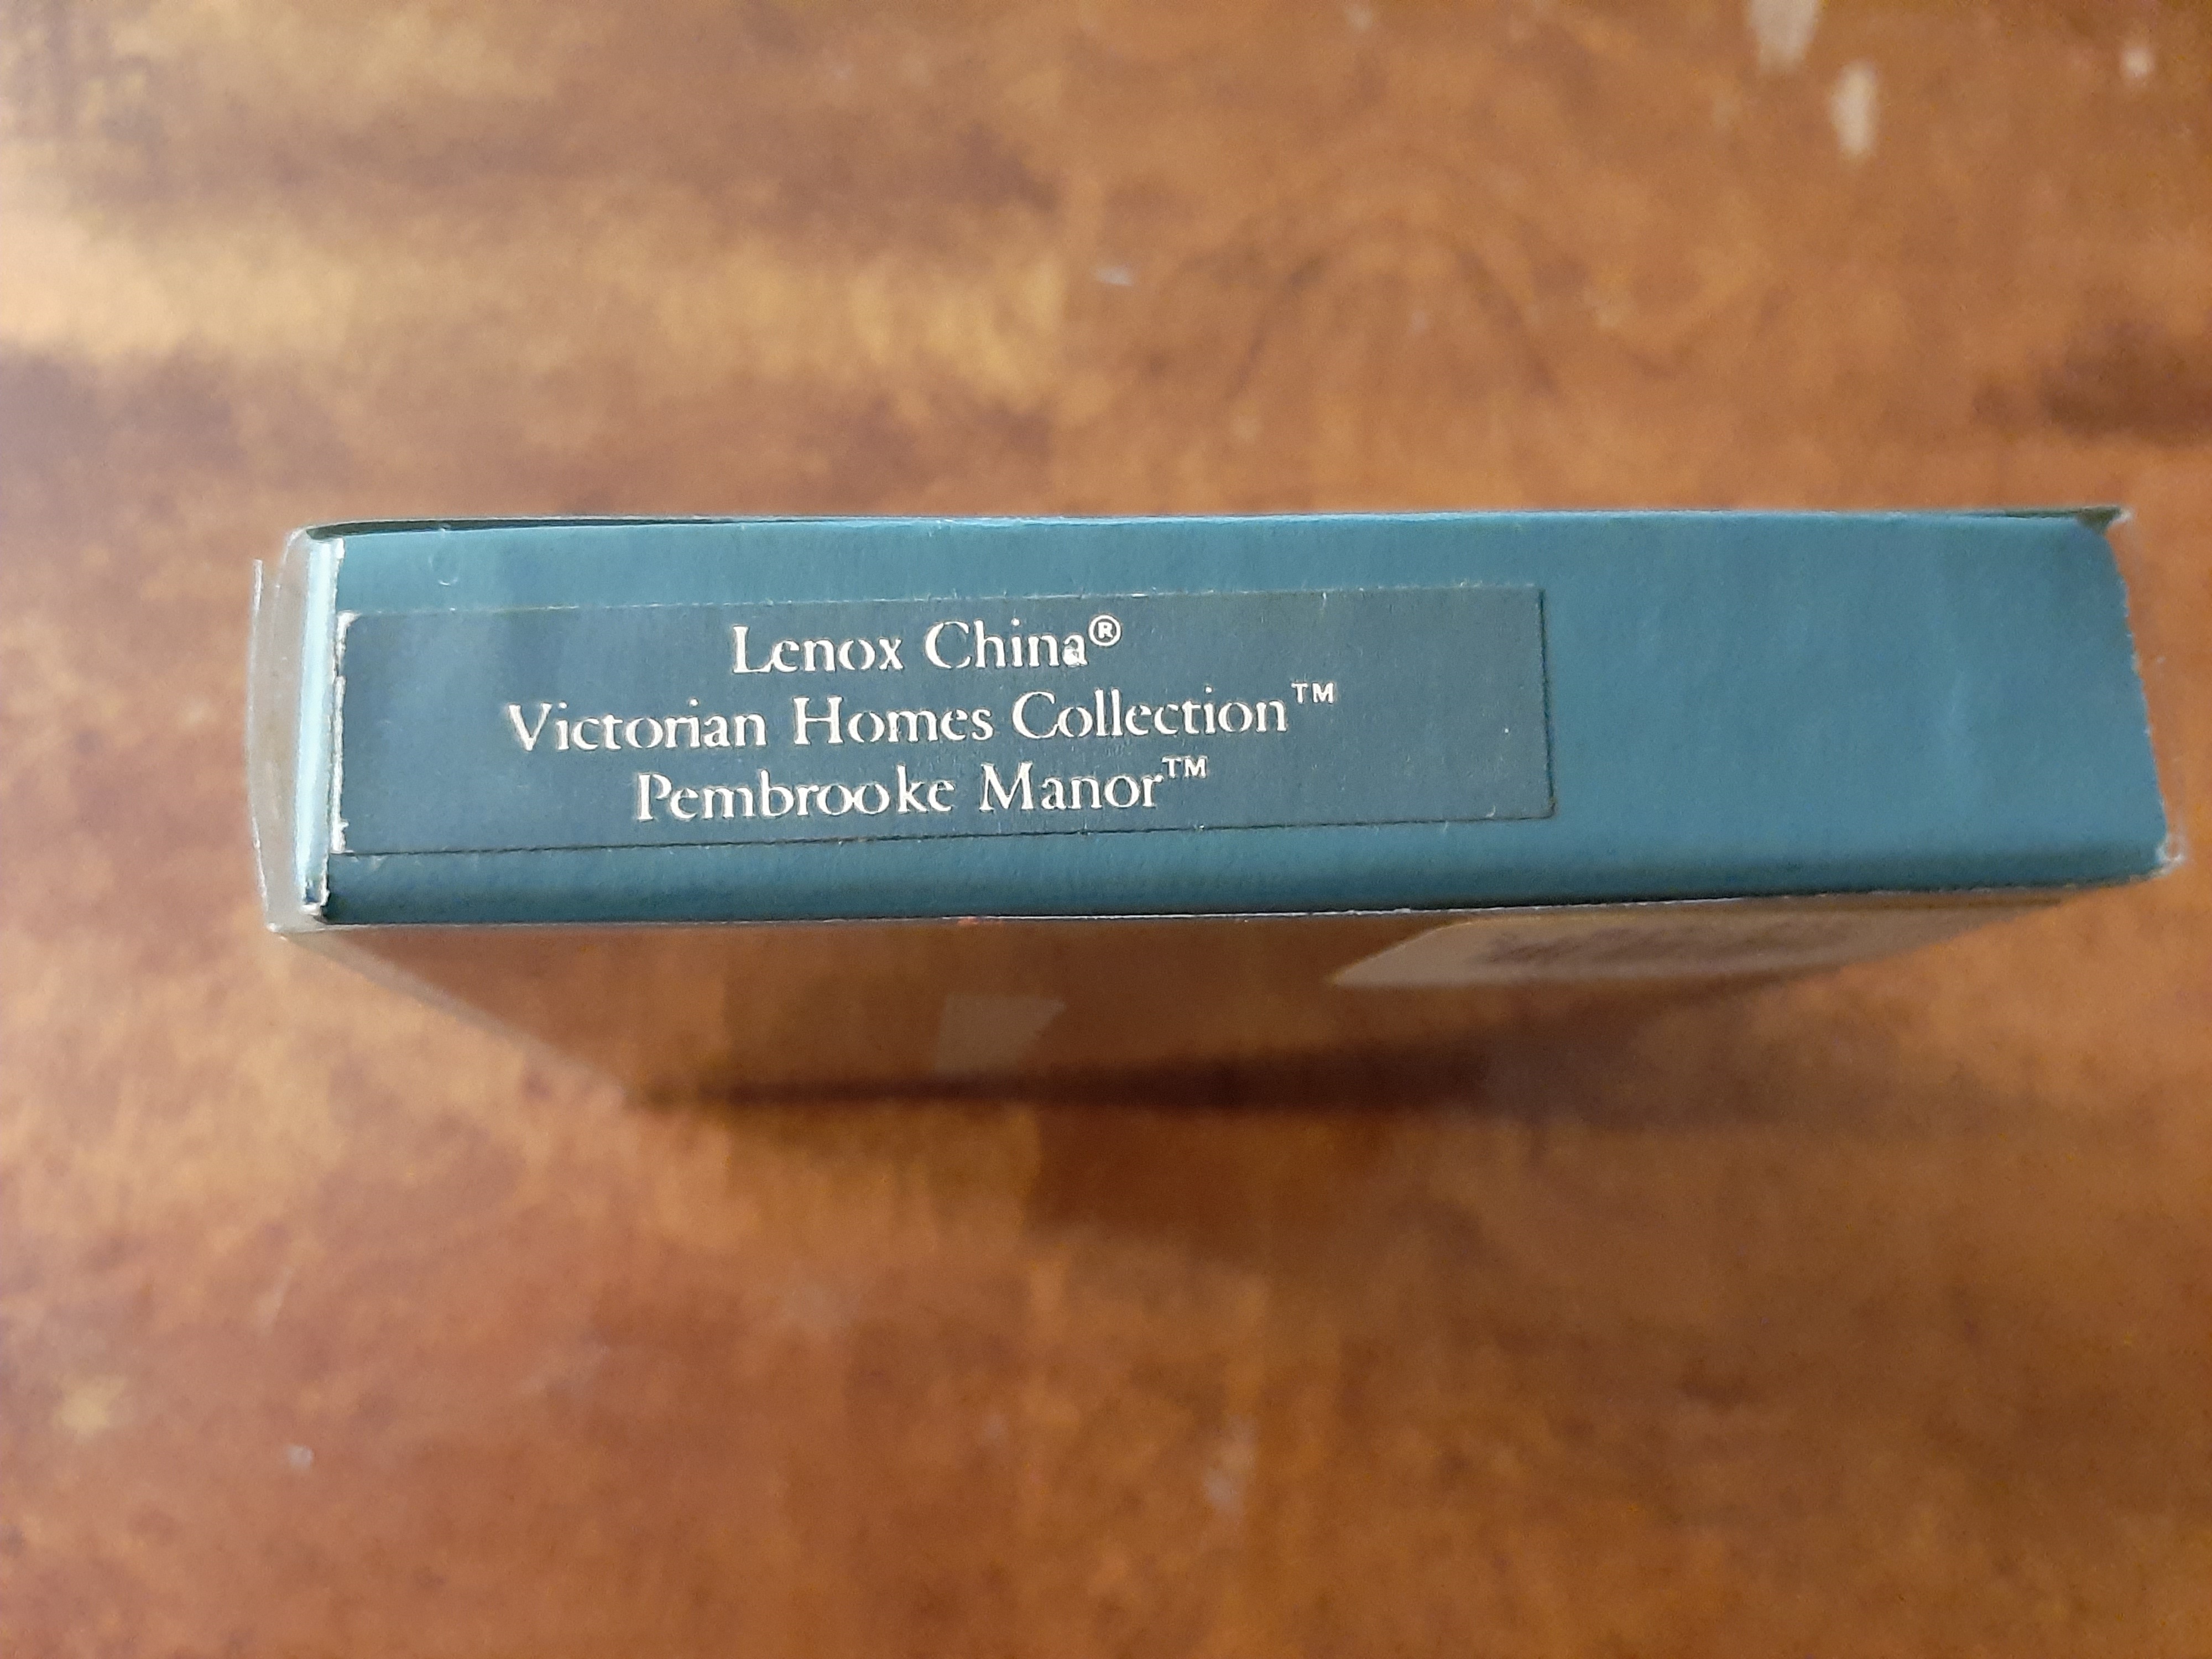 Lenox China®
Victorian Homes Collection™
Pembrooke Manor™